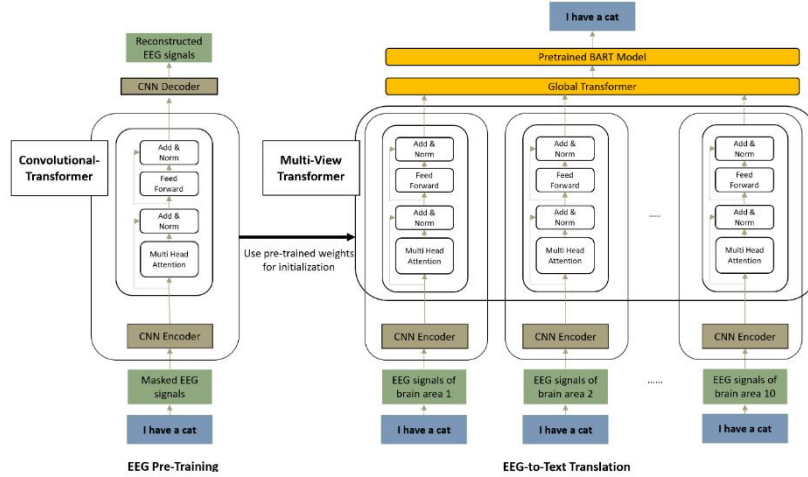 I have a cat
Reconstructed
EEG signals
CNN Decoder
Convolutional-
Transformer
Add &
Norm
Feed
Forward
Add &
Norm
Multi Head
Attention
CNN Encoder
Masked EEG
signals
I have a cat
EEG Pre-Training
Use pre-trained weights
for initialization
Pretrained BART Model
Global Transformer
Multi-View
Transformer
Add &
Norm
Feed
Forward
Add &
Norm
Multi Head
Attention
CNN Encoder
EEG signals of
brain area 1
I have a cat
Add &
Norm
Feed
Forward
Add &
Norm
Multi Head
Attention
CNN Encoder
EEG signals of
brain area 2
I have a cat
.....
......
Add &
Norm
Feed
Forward
Add &
Norm
Multi Head
Attention
CNN Encoder
EEG signals of
brain area 10
I have a cat
EEG-to-Text Translation